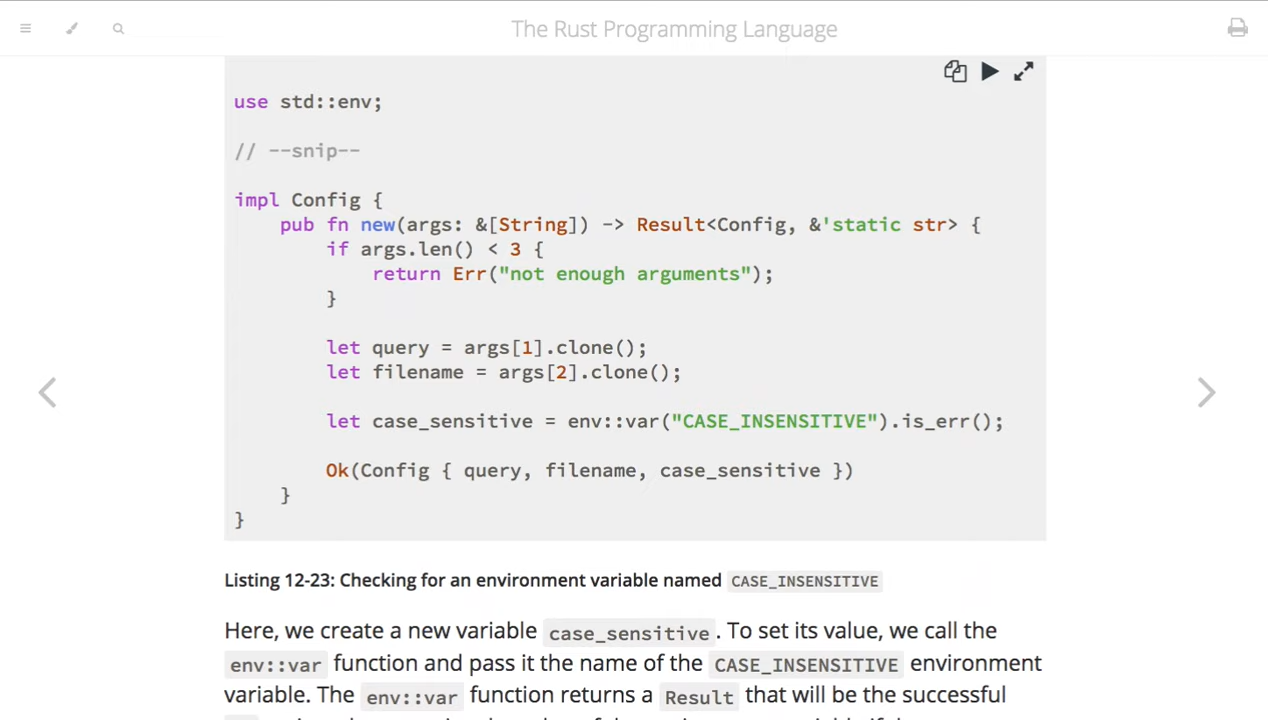 The Rust Programming Language
use std::env;
// --snip--
impl Config {
    pub fn new(args: &[String]) -> Result<Config, &'static str> {
        if args.len() < 3 {
            return Err("not enough arguments");
        }
        let query = args[1].clone();
        let filename = args[2].clone();
        let case_sensitive = env::var("CASE_INSENSITIVE").is_err();
        Ok(Config { query, filename, case_sensitive })
    }
}
Listing 12-23: Checking for an environment variable named CASE_INSENSITIVE
Here, we create a new variable case_sensitive. To set its value, we call the
env::var function and pass it the name of the CASE_INSENSITIVE environment
variable. The env::var function returns a Result that will be the successful